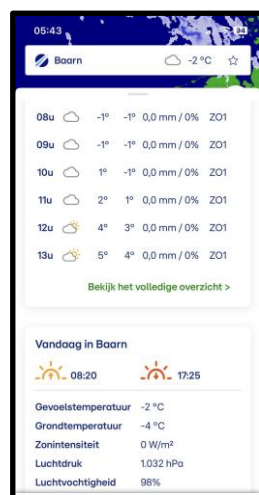 05:43 84
Baarn -2 °C
08u -1° -1° 0,0 mm / 0% ZO1
09u -1° -1° 0,0 mm / 0% ZO1
10u 1° -1° 0,0 mm / 0% ZO1
11u 2° 1° 0,0 mm / 0% ZO1
12u 4° 3° 0,0 mm / 0% ZO1
13u 5° 4° 0,0 mm / 0% ZO1
Bekijk het volledige overzicht >
Vandaag in Baarn
08:20 17:25
Gevoelstemperatuur -2 °C
Grondtemperatuur -4 °C
Zonintensiteit 0 W/m²
Luchtdruk 1.032 hPa
Luchtvochtigheid 98%